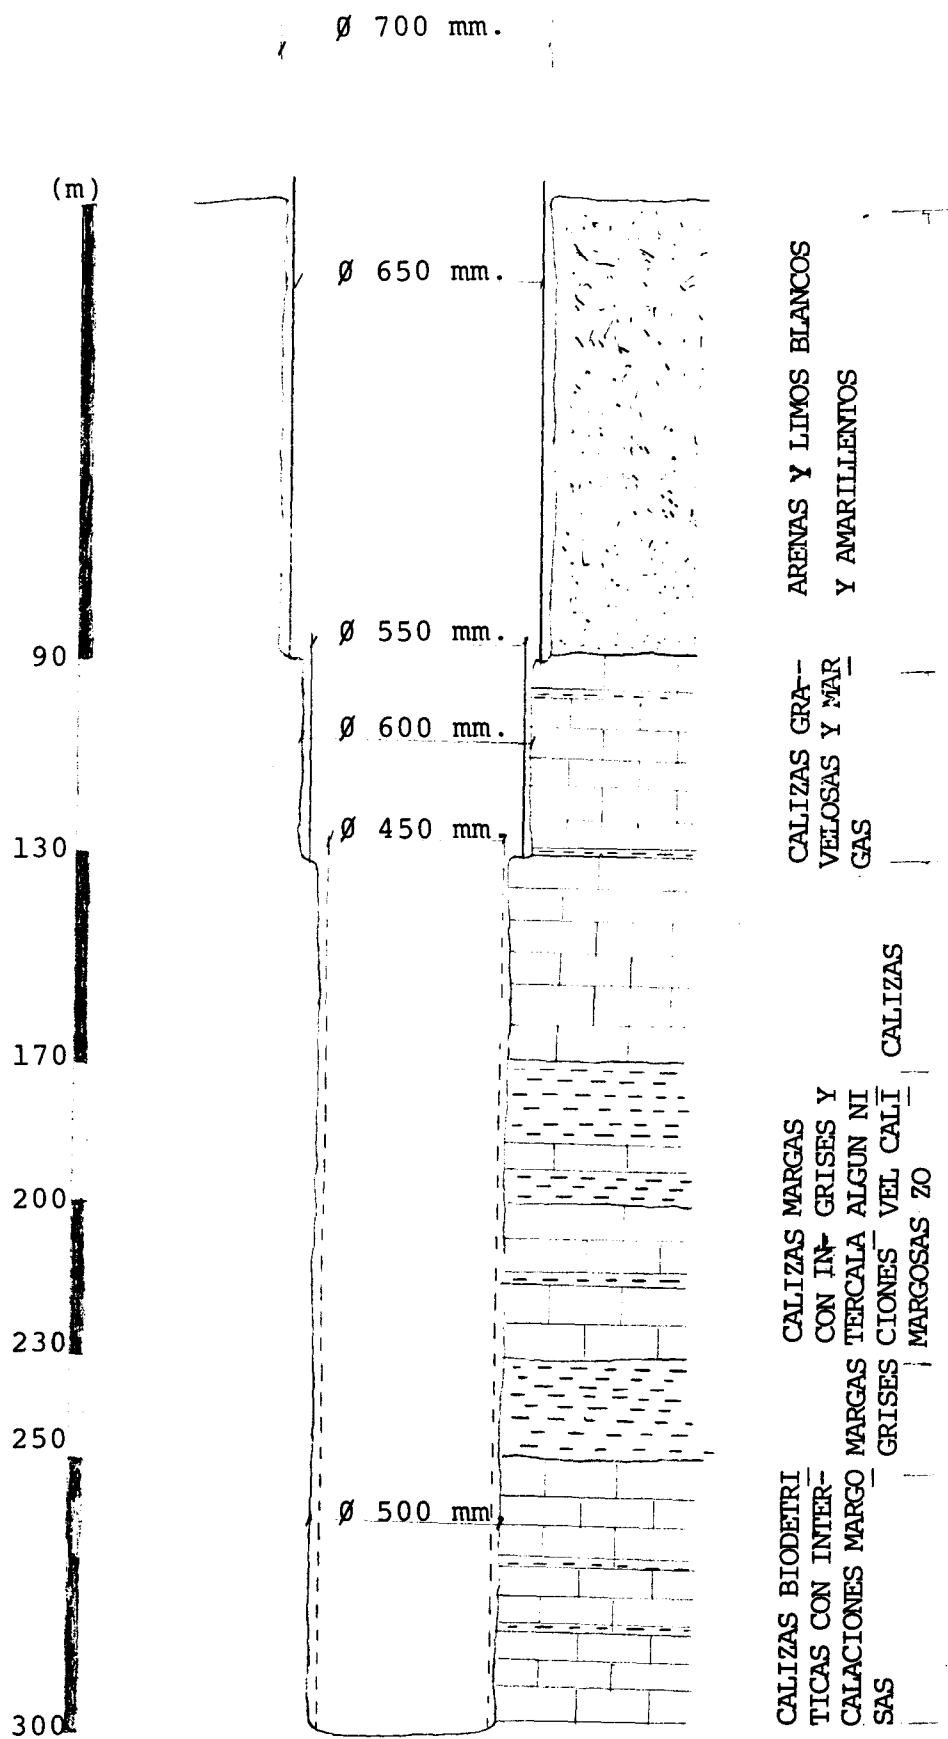 Ø 700 mm.
(m)
Ø 650 mm.
ARENAS Y LIMOS BLANCOS
Y AMARILLENTOS
Ø 550 mm.
90
Ø 600 mm.
CALIZAS GRA-
VELOSAS Y MAR
GAS
Ø 450 mm.
130
CALIZAS
170
MARGAS
GRISES Y
ALGUN NI
VEL CALI
ZO
200
CALIZAS
CON IN-
TERCALA
CIONES
MARGOSAS
230
MARGAS
GRISES
250
Ø 500 mm
CALIZAS BIODETRI
TICAS CON INTER-
CALACIONES MARGO
SAS
300